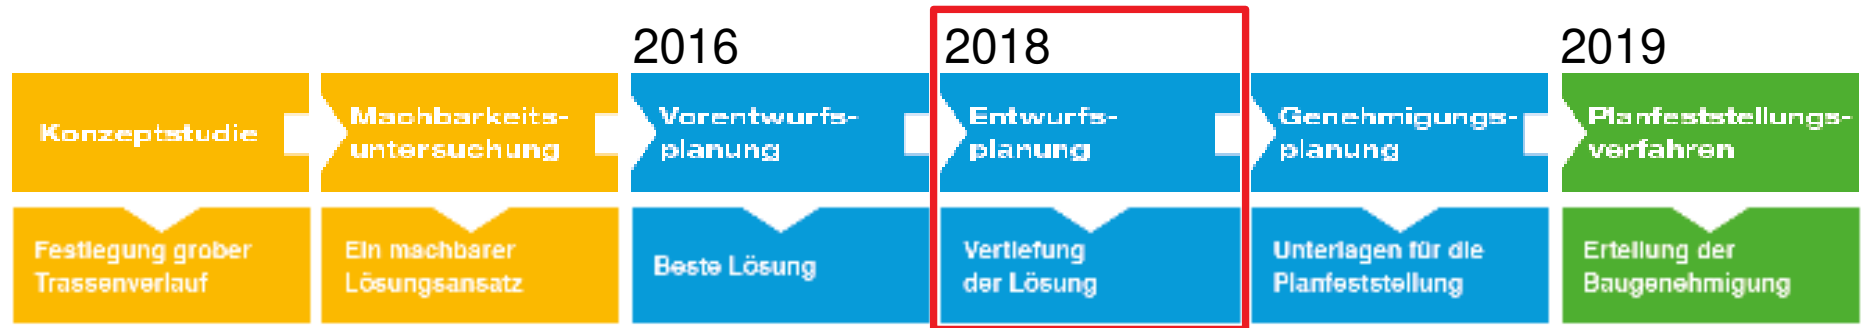 2016
2018
2019
Konzeptstudie
Machbarkeits-
untersuchung
Vorentwurfs-
planung
Entwurfs-
planung
Genehmigungs-
planung
Planfeststellungs-
verfahren
Festlegung grober
Trassenverlauf
Ein machbarer
Lösungsansatz
Beste Lösung
Vertiefung
der Lösung
Unterlagen für die
Planfeststellung
Erteilung der
Baugenehmigung